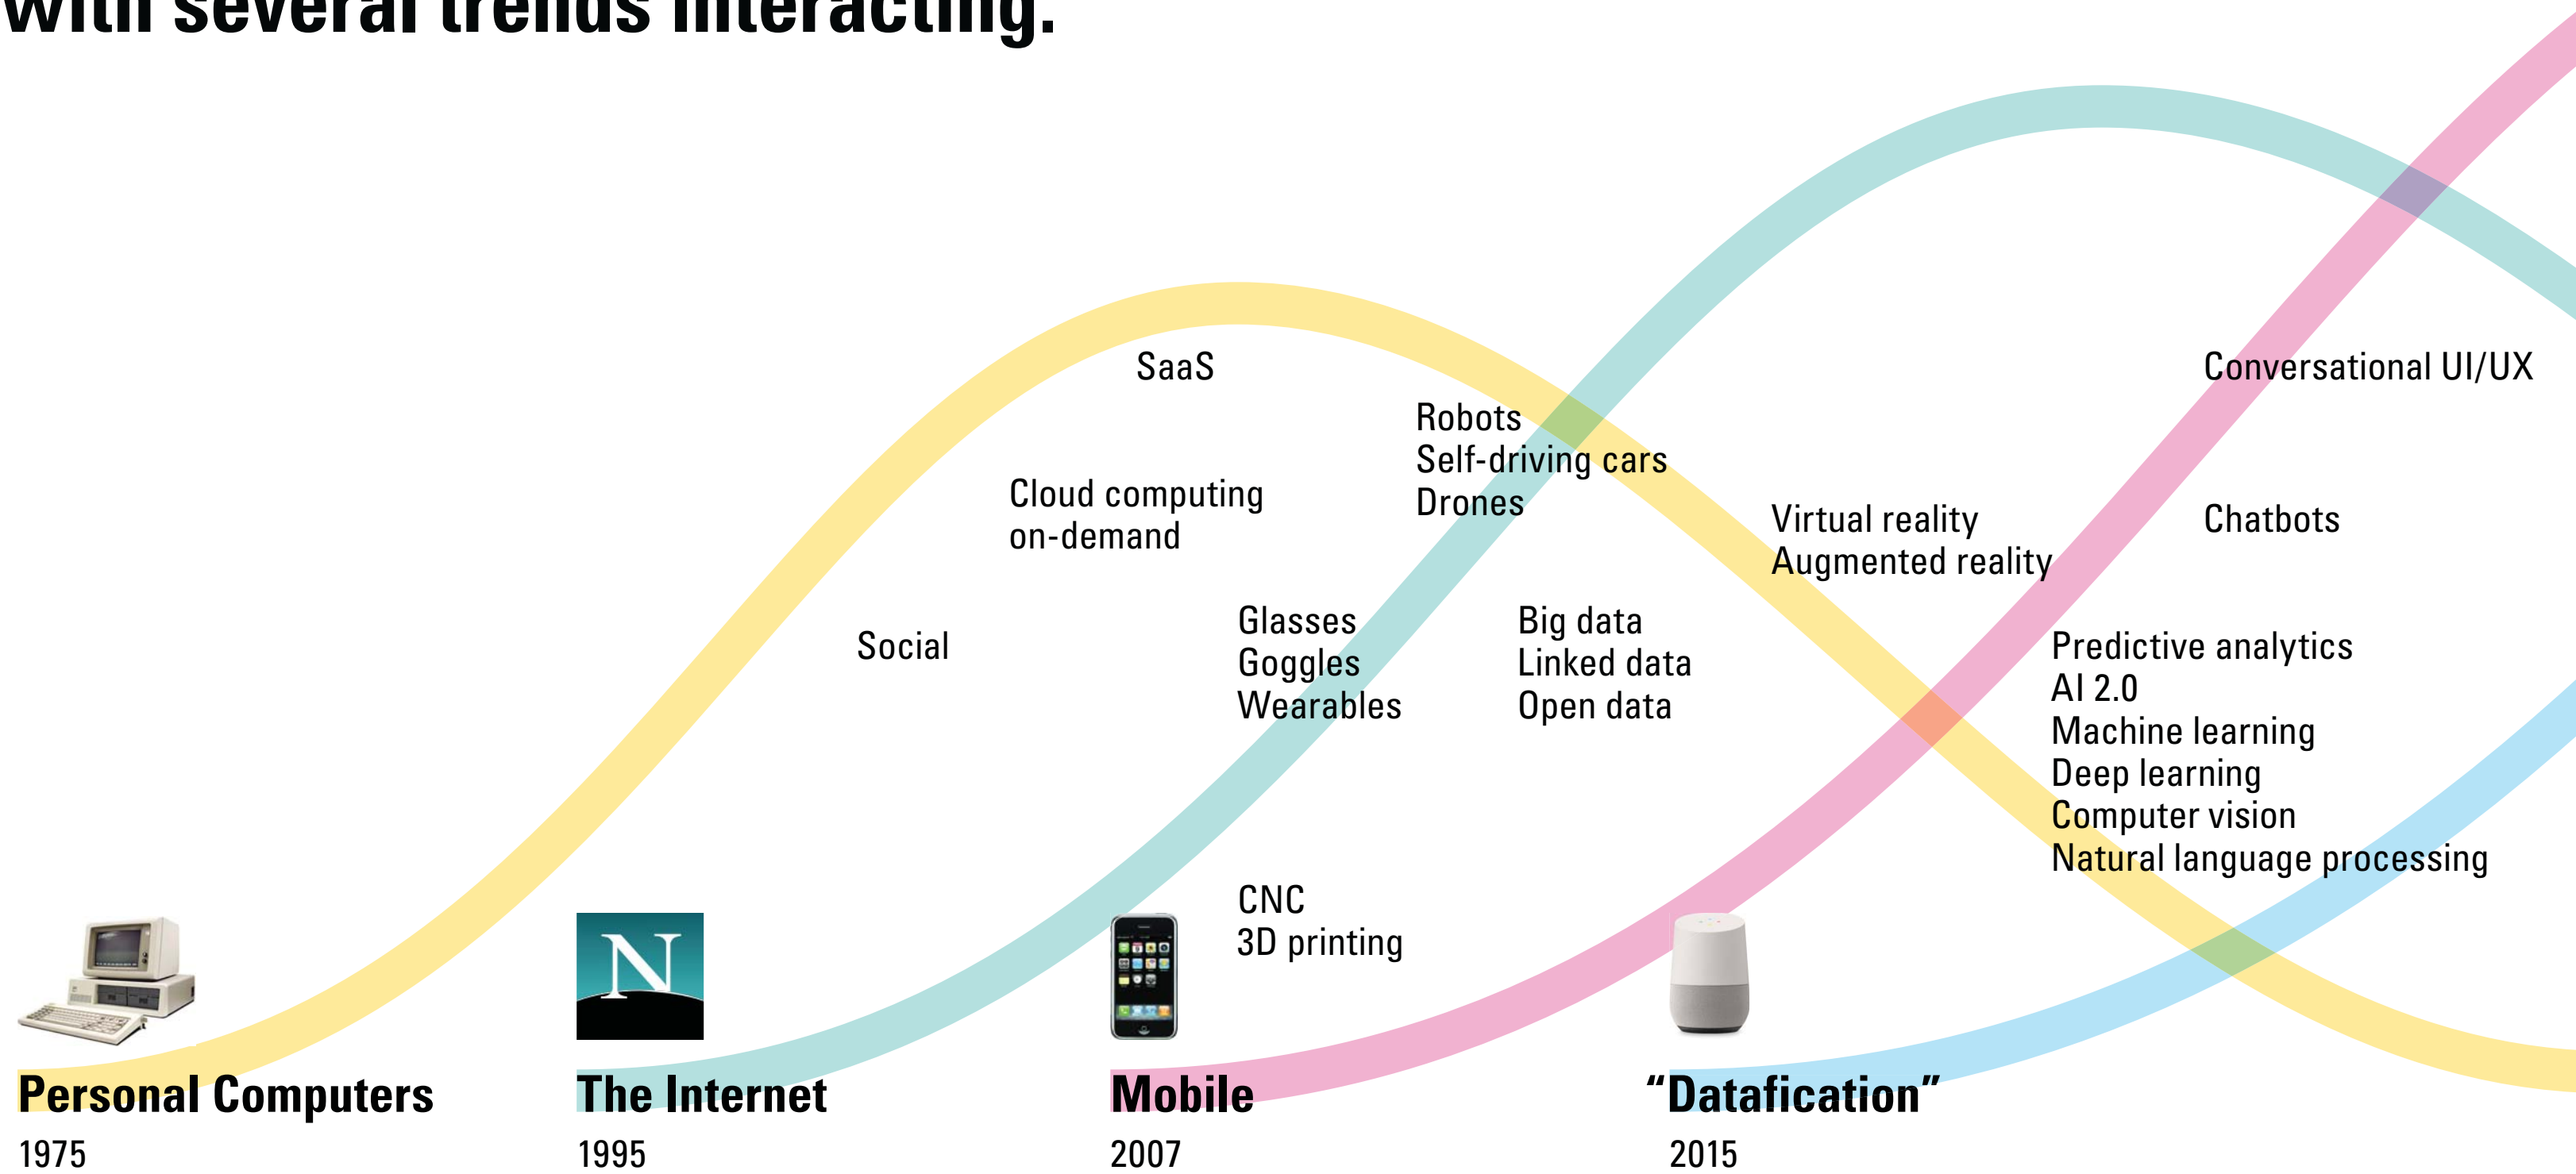 with several trends interacting.
SaaS
Conversational UI/UX
Robots
Self-driving cars
Drones
Cloud computing
on-demand
Virtual reality
Augmented reality
Chatbots
Social
Glasses
Goggles
Wearables
Big data
Linked data
Open data
Predictive analytics
AI 2.0
Machine learning
Deep learning
Computer vision
Natural language processing
CNC
3D printing
N
Personal Computers
1975
The Internet
1995
Mobile
2007
“Datafication”
2015